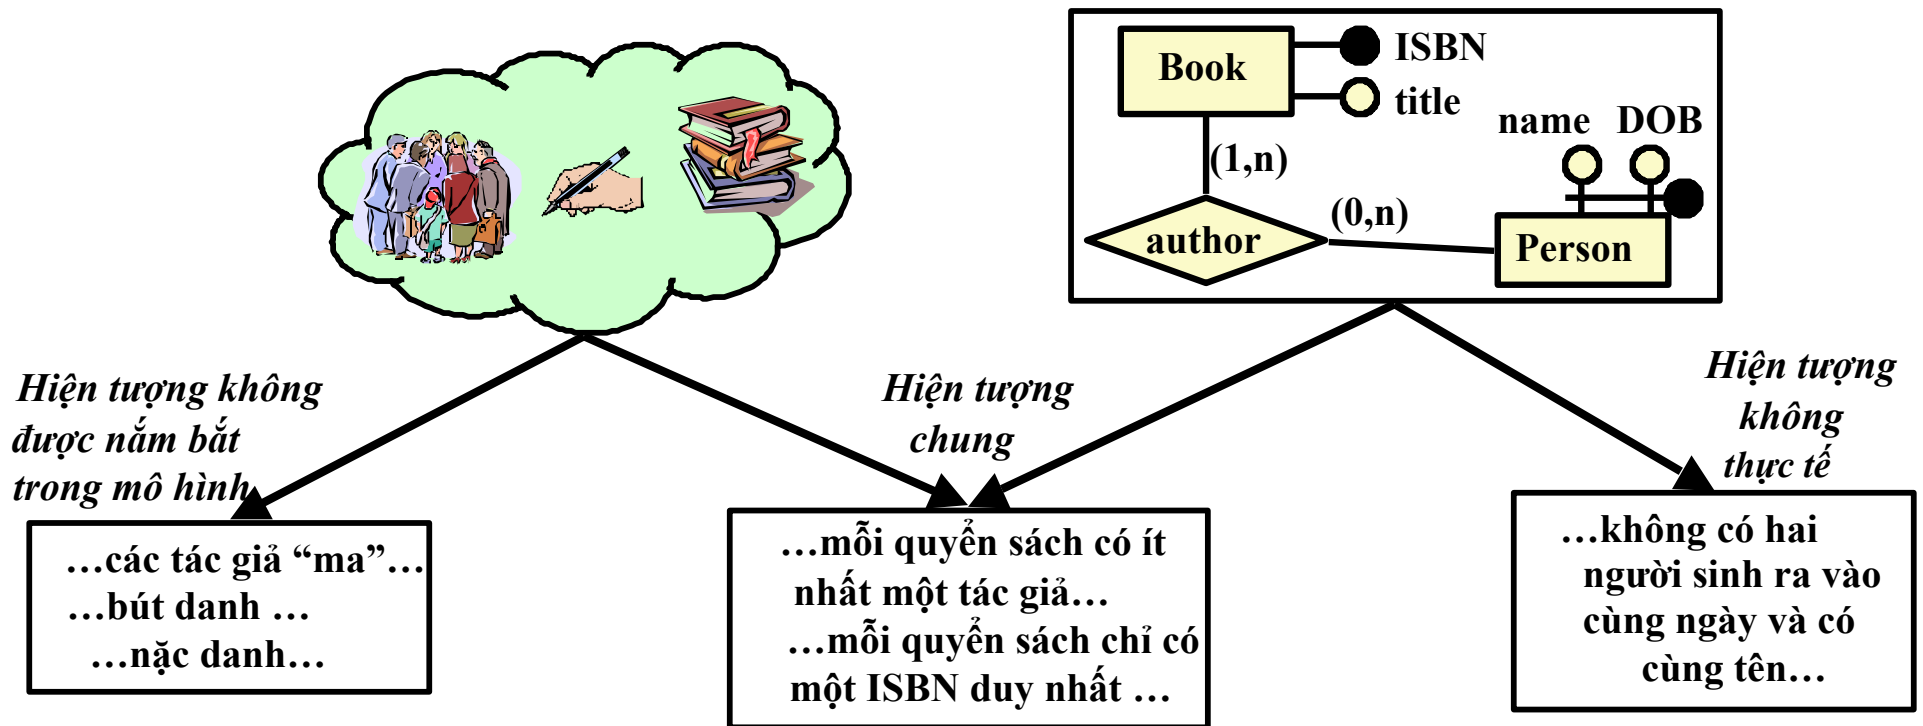 Book
ISBN
title
name DOB
(1,n)
(0,n)
author
Person
Hiện tượng không
được nắm bắt
trong mô hình
Hiện tượng
chung
Hiện tượng
không
thực tế
…các tác giả “ma”…
…bút danh …
…nặc danh…
…mỗi quyển sách có ít
nhất một tác giả…
…mỗi quyển sách chỉ có
một ISBN duy nhất …
…không có hai
người sinh ra vào
cùng ngày và có
cùng tên…